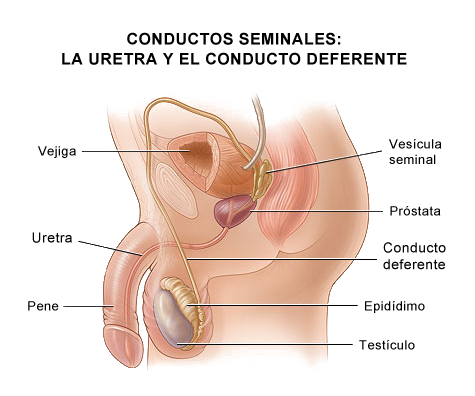 CONDUCTOS SEMINALES:
LA URETRA Y EL CONDUCTO DEFERENTE
Vejiga
Vesícula
seminal
Próstata
Uretra
Conducto
deferente
Pene
Epidídimo
Testículo